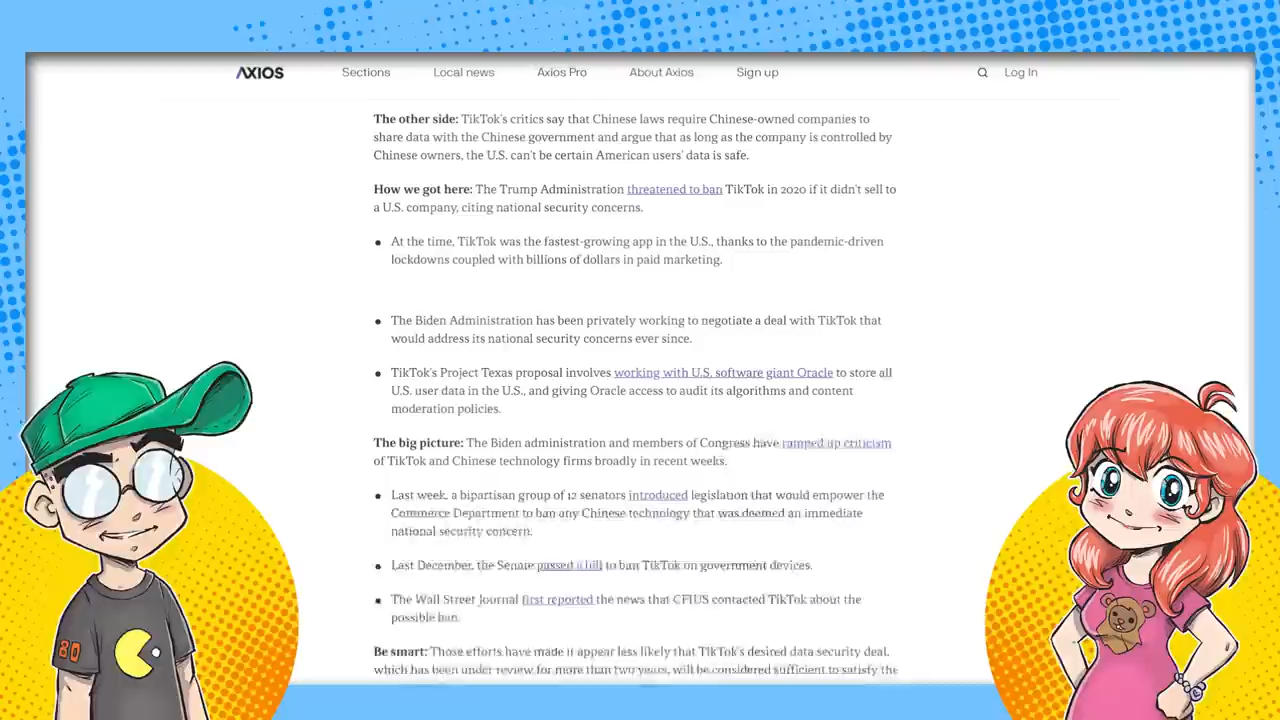 AXIOS Sections Local news Axios Pro About Axios Sign up Log In
The other side: TikTok's critics say that Chinese laws require Chinese-owned companies to
share data with the Chinese government and argue that as long as the company is controlled by
Chinese owners, the U.S. can't be certain American users' data is safe.
How we got here: The Trump Administration threatened to ban TikTok in 2020 if it didn't sell to
a U.S. company, citing national security concerns.
• At the time, TikTok was the fastest-growing app in the U.S., thanks to the pandemic-driven
lockdowns coupled with billions of dollars in paid marketing.
• The Biden Administration has been privately working to negotiate a deal with TikTok that
would address its national security concerns ever since.
• TikTok's Project Texas proposal involves working with U.S. software giant Oracle to store all
U.S. user data in the U.S., and giving Oracle access to audit its algorithms and content
moderation policies.
The big picture: The Biden administration and members of Congress have ramped up criticism
of TikTok and Chinese technology firms broadly in recent weeks.
• Last week, a bipartisan group of 12 senators introduced legislation that would empower the
Commerce Department to ban any Chinese technology that was deemed an immediate
national security concern.
• Last December, the Senate passed a bill to ban TikTok on government devices.
• The Wall Street Journal first reported the news that CFIUS contacted TikTok about the
possible ban.
Be smart: Those efforts have made it appear less likely that TikTok's desired data security deal,
which has been under review for more than two years, will be considered sufficient to satisfy the
80